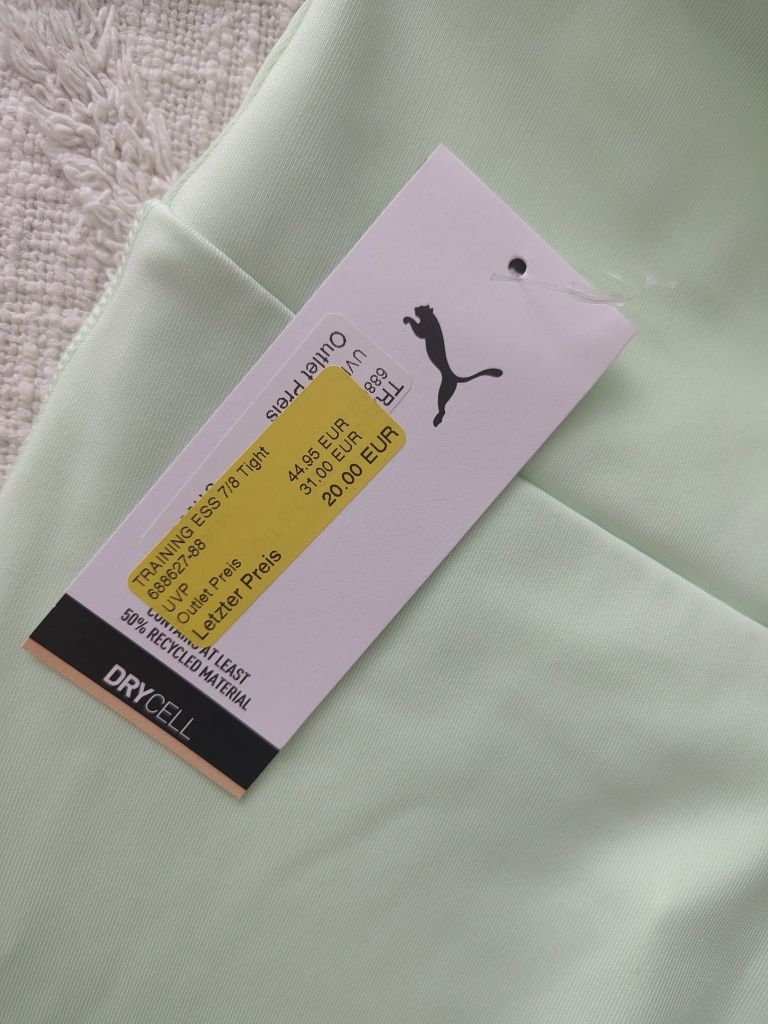 TRAINING ESS 7/8 Tight
688627-88
UVP 44.95 EUR
Outlet Preis 31.00 EUR
Letzter Preis 20.00 EUR
TR
688
UV
Outlet Preis
CONTAINS AT LEAST
50% RECYCLED MATERIAL
DRYCELL